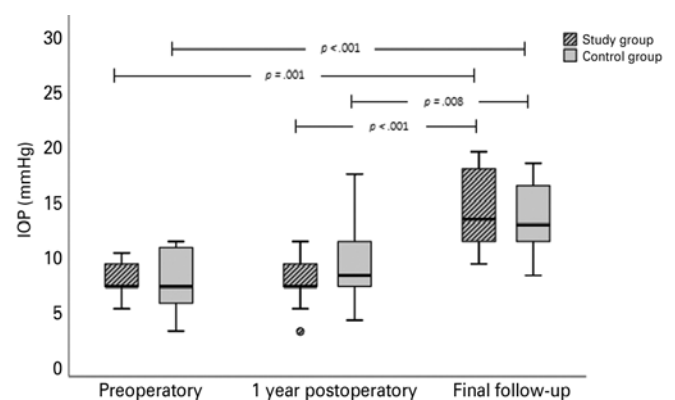 30
25
20
15
10
5
0
IOP (mmHg)
p <.001
p = .001
p = .008
p <.001
Study group
Control group
Preoperatory
1 year postoperatory
Final follow-up